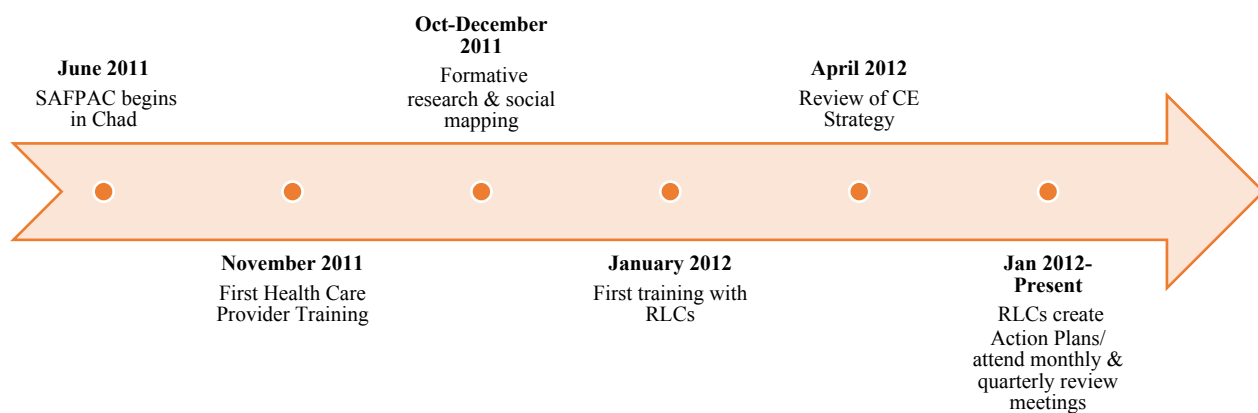 June 2011
SAFPAC begins
in Chad
November 2011
First Health Care
Provider Training
Oct-December
2011
Formative
research & social
mapping
January 2012
First training with
RLCs
April 2012
Review of CE
Strategy
Jan 2012-
Present
RLCs create
Action Plans/
attend monthly &
quarterly review
meetings